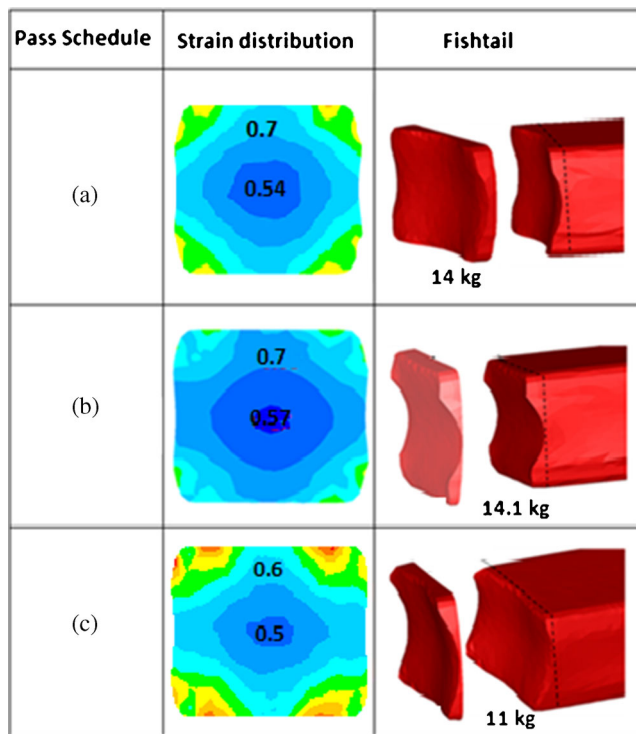 Pass Schedule Strain distribution Fishtail
(a)
0.7
0.54
14 kg
(b)
0.7
0.57
14.1 kg
(c)
0.6
0.5
11 kg